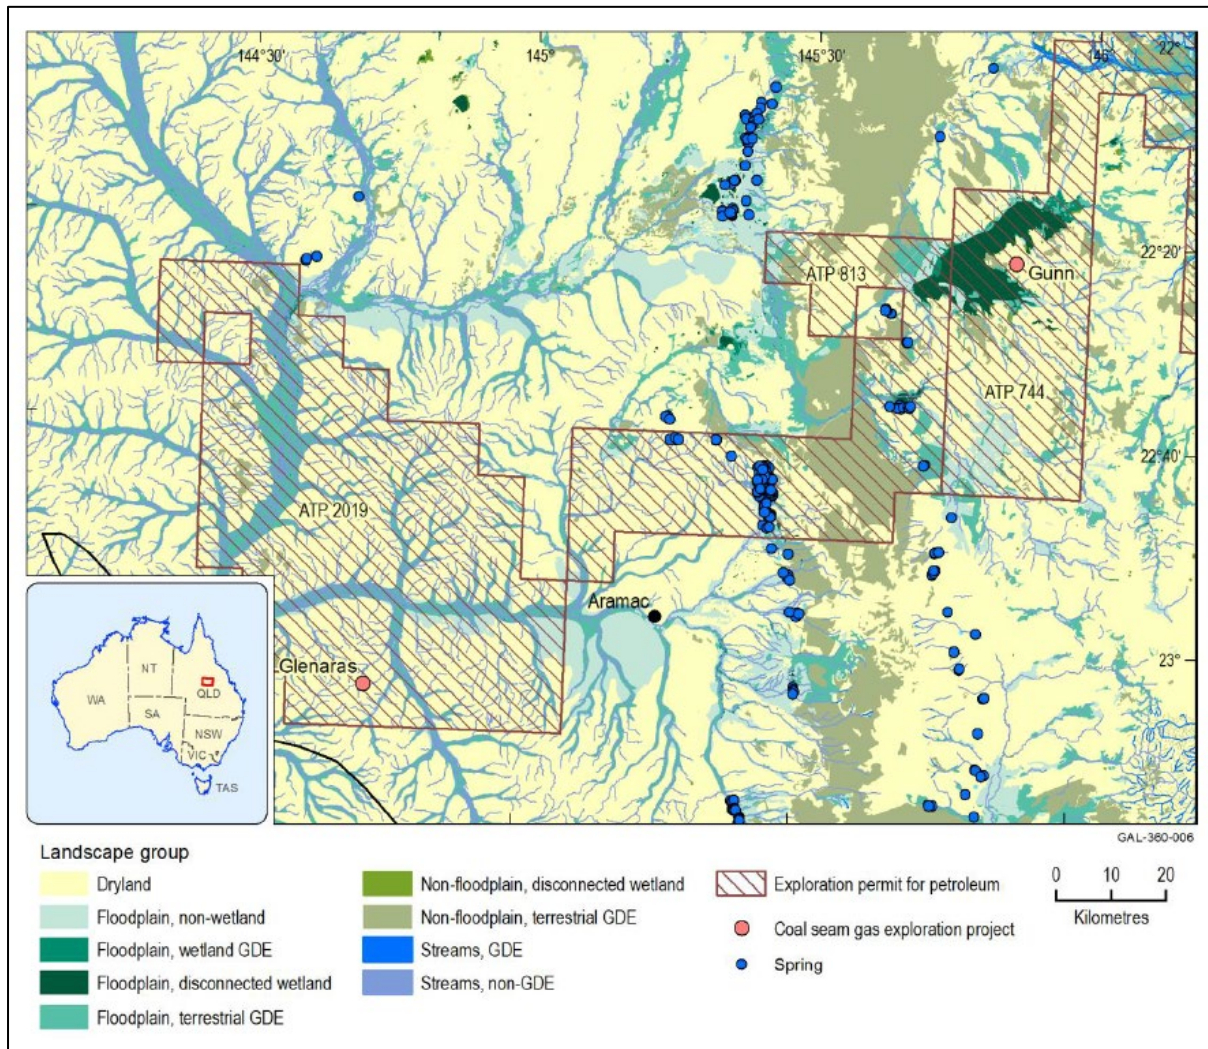 144°30'
145°
145°30'
146°
22°
22°20'
ATP 813
Gunn
ATP 744
22°40'
ATP 2019
Aramac
Glenaras
23°
NT
QLD
WA
SA
NSW
VIC
TAS
GAL-360-006
Landscape group
Dryland
Floodplain, non-wetland
Floodplain, wetland GDE
Floodplain, disconnected wetland
Floodplain, terrestrial GDE
Non-floodplain, disconnected wetland
Non-floodplain, terrestrial GDE
Streams, GDE
Streams, non-GDE
Exploration permit for petroleum
Coal seam gas exploration project
Spring
0 10 20
Kilometres